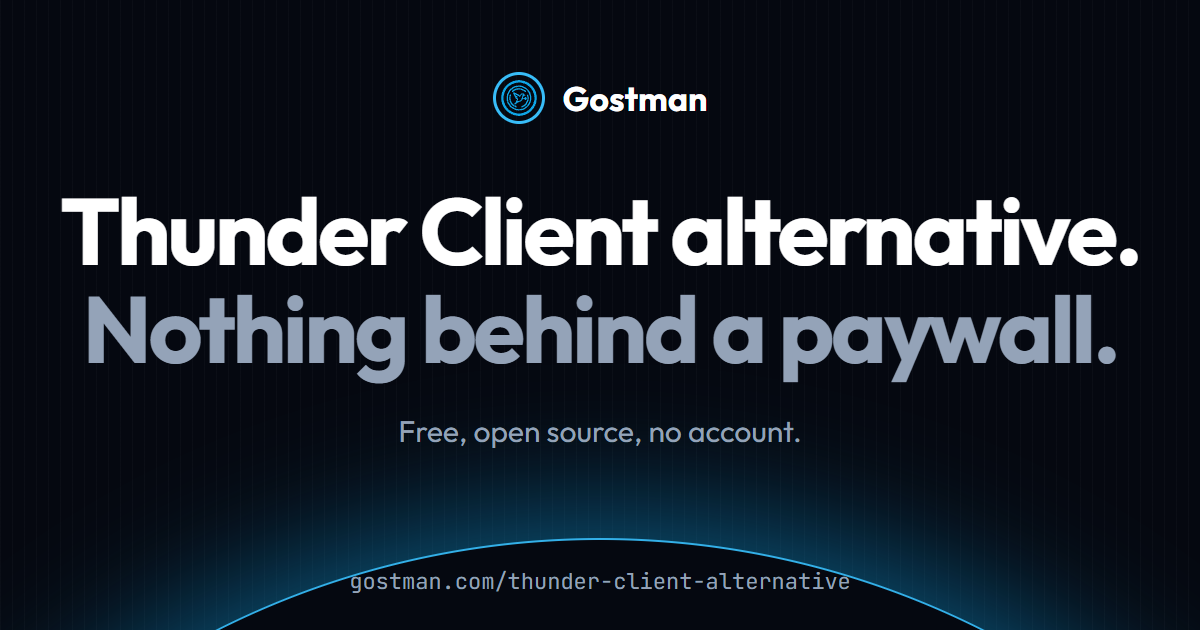 Gostman
Thunder Client alternative.
Nothing behind a paywall.
Free, open source, no account.
gostman.com/thunder-client-alternative